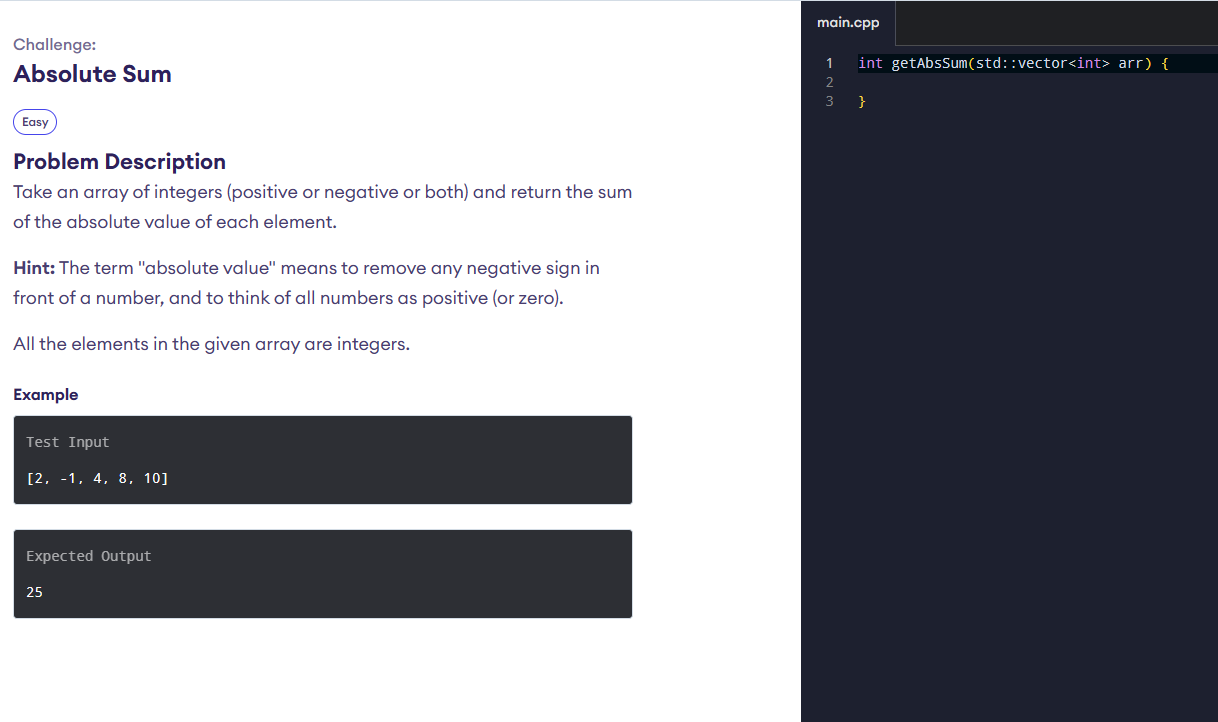 Challenge:
Absolute Sum
Easy
Problem Description
Take an array of integers (positive or negative or both) and return the sum
of the absolute value of each element.
Hint: The term "absolute value" means to remove any negative sign in
front of a number, and to think of all numbers as positive (or zero).
All the elements in the given array are integers.
Example
Test Input
[2, -1, 4, 8, 10]
Expected Output
25
main.cpp
1 int getAbsSum(std::vector<int> arr) {
2
3 }